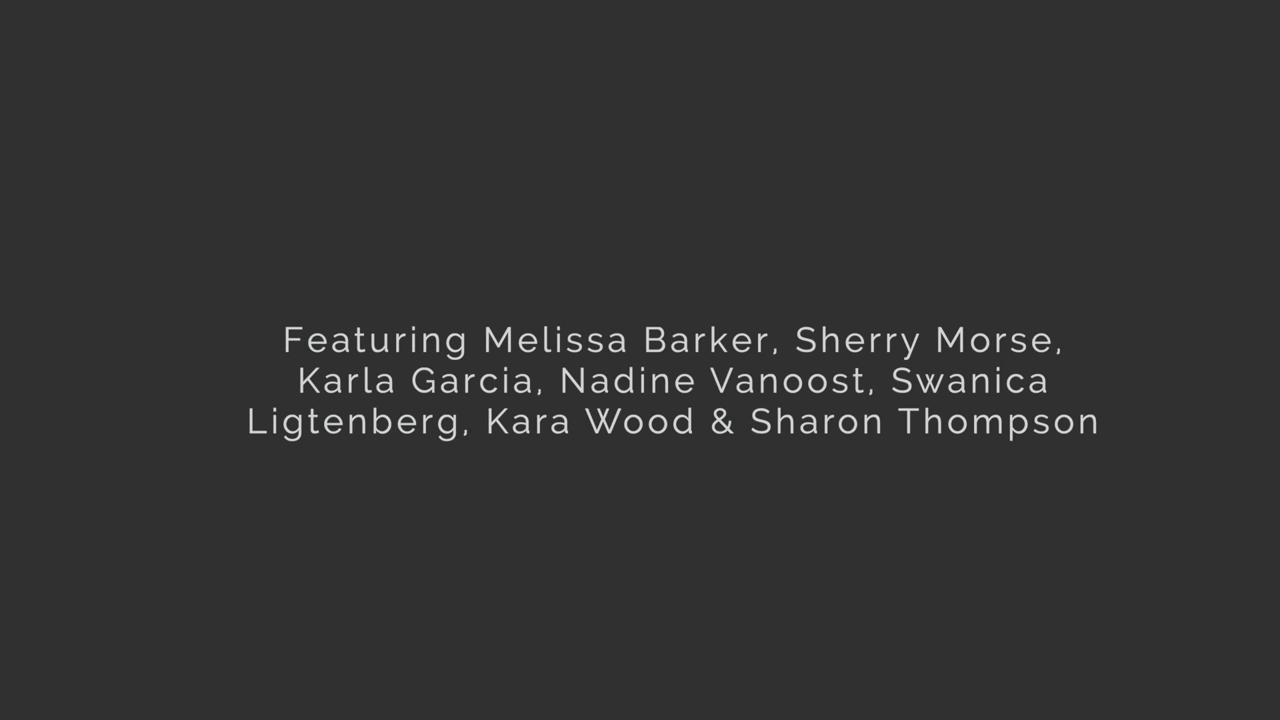 Featuring Melissa Barker, Sherry Morse,
Karla Garcia, Nadine Vanoost, Swanica
Ligtenberg, Kara Wood & Sharon Thompson